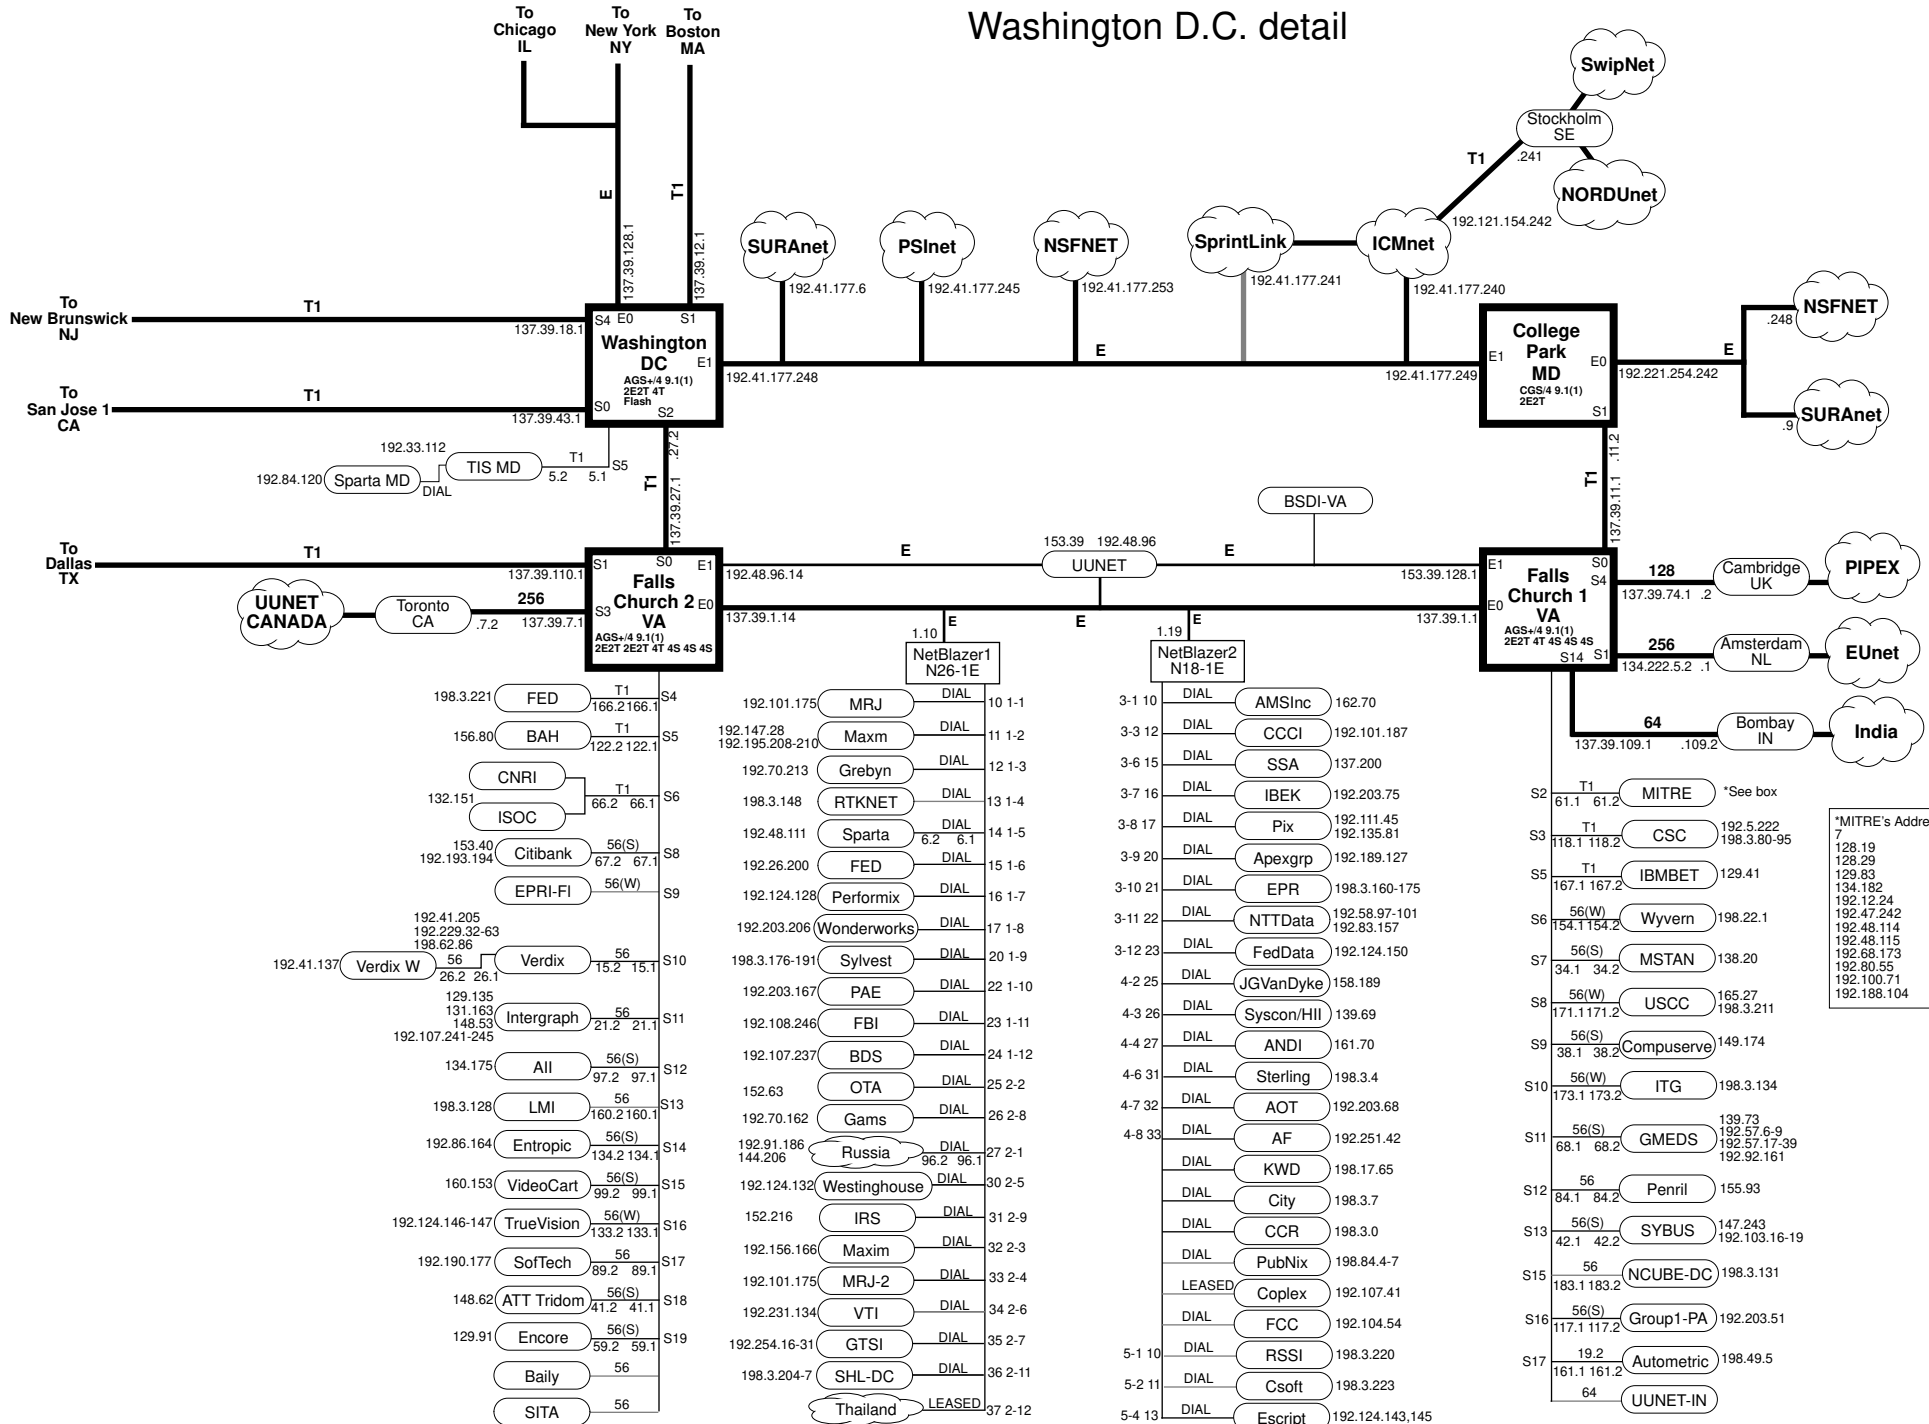 Washington D.C. detail
To
Chicago
IL
To
New York
NY
To
Boston
MA
E
T1
137.39.128.1
137.39.12.1
SwipNet
Stockholm
SE
.241
T1
NORDUnet
192.121.154.242
SURAnet
192.41.177.6
PSInet
192.41.177.245
NSFNET
192.41.177.253
SprintLink
192.41.177.241
ICMnet
192.41.177.240
To
New Brunswick
NJ
T1
137.39.18.1
To
San Jose 1
CA
T1
137.39.43.1
S4 E0 S1
Washington
DC
E1
AGS+/4 9.1(1)
2E2T 4T
Flash
S0 S2
192.41.177.248
E
192.41.177.249
College
Park
MD
E1 E0
CGS/4 9.1(1)
2E2T
S1
192.221.254.242
E
.248
NSFNET
.9
SURAnet
192.33.112
192.84.120
Sparta MD
DIAL
TIS MD
T1
5.2 5.1
S5
T1
.27.2
137.39.27.1
T1
.11.2
137.39.11.1
To
Dallas
TX
T1
137.39.110.1
UUNET
CANADA
Toronto
CA
.7.2
256
137.39.7.1
S1 S0 E1
Falls
Church 2
VA
S3 E0
AGS+/4 9.1(1)
2E2T 2E2T 4T 4S 4S 4S
192.48.96.14
E
153.39 192.48.96
UUNET
E
BSDI-VA
153.39.128.1
137.39.1.14
E
137.39.1.1
E1 S0
S4
Falls
Church 1
VA
E0
AGS+/4 9.1(1)
2E2T 4T 4S 4S 4S
S14 S1
128
137.39.74.1 .2
Cambridge
UK
PIPEX
256
134.222.5.2 .1
Amsterdam
NL
EUnet
64
137.39.109.1 .109.2
Bombay
IN
India
198.3.221 FED T1 166.2 166.1 S4
156.80 BAH T1 122.2 122.1 S5
CNRI
132.151 T1 66.2 66.1 S6
ISOC
153.40
192.193.194 Citibank 56(S) 67.2 67.1 S8
EPRI-FI 56(W) S9
192.41.205
192.229.32-63
198.62.86
192.41.137 Verdix W 56 26.2 26.1 Verdix 56 15.2 15.1 S10
129.135
131.163
148.53
192.107.241-245
Intergraph 56 21.2 21.1 S11
134.175 AII 56(S) 97.2 97.1 S12
198.3.128 LMI 56 160.2 160.1 S13
192.86.164 Entropic 56(S) 134.2 134.1 S14
160.153 VideoCart 56(S) 99.2 99.1 S15
192.124.146-147 TrueVision 56(W) 133.2 133.1 S16
192.190.177 SofTech 56 89.2 89.1 S17
148.62 ATT Tridom 56(S) 41.2 41.1 S18
129.91 Encore 56(S) 59.2 59.1 S19
Baily 56
SITA 56
1.10 E
NetBlazer1
N26-1E
192.101.175 MRJ DIAL 10 1-1
192.147.28
192.195.208-210 Maxm DIAL 11 1-2
192.70.213 Grebyn DIAL 12 1-3
198.3.148 RTKNET DIAL 13 1-4
192.48.111 Sparta DIAL 6.2 6.1 14 1-5
192.26.200 FED DIAL 15 1-6
192.124.128 Performix DIAL 16 1-7
192.203.206 Wonderworks DIAL 17 1-8
198.3.176-191 Sylvest DIAL 20 1-9
192.203.167 PAE DIAL 22 1-10
192.108.246 FBI DIAL 23 1-11
192.107.237 BDS DIAL 24 1-12
152.63 OTA DIAL 25 2-2
192.70.162 Gams DIAL 26 2-8
192.91.186
144.206 Russia DIAL 96.2 96.1 27 2-1
192.124.132 Westinghouse DIAL 30 2-5
152.216 IRS DIAL 31 2-9
192.156.166 Maxim DIAL 32 2-3
192.101.175 MRJ-2 DIAL 33 2-4
192.231.134 VTI DIAL 34 2-6
192.254.16-31 GTSI DIAL 35 2-7
198.3.204-7 SHL-DC DIAL 36 2-11
Thailand LEASED 37 2-12
1.19 E
NetBlazer2
N18-1E
3-1 10 DIAL AMSInc 162.70
3-3 12 DIAL CCCI 192.101.187
3-6 15 DIAL SSA 137.200
3-7 16 DIAL IBEK 192.203.75
3-8 17 DIAL Pix 192.111.45
192.135.81
3-9 20 DIAL Apexgrp 192.189.127
3-10 21 DIAL EPR 198.3.160-175
3-11 22 DIAL NTTData 192.58.97-101
192.83.157
3-12 23 DIAL FedData 192.124.150
4-2 25 DIAL JGVanDyke 158.189
4-3 26 DIAL Syscon/HII 139.69
4-4 27 DIAL ANDI 161.70
4-6 31 DIAL Sterling 198.3.4
4-7 32 DIAL AOT 192.203.68
4-8 33 DIAL AF 192.251.42
DIAL KWD 198.17.65
DIAL City 198.3.7
DIAL CCR 198.3.0
DIAL PubNix 198.84.4-7
LEASED Coplex 192.107.41
DIAL FCC 192.104.54
5-1 10 DIAL RSSI 198.3.220
5-2 11 DIAL Csoft 198.3.223
5-4 13 DIAL Escript 192.124.143,145
S2 T1 61.1 61.2 MITRE *See box
S3 T1 118.1 118.2 CSC 192.5.222
198.3.80-95
S5 T1 167.1 167.2 IBMBET 129.41
S6 56(W) 154.1 154.2 Wyvern 198.22.1
S7 56(S) 34.1 34.2 MSTAN 138.20
S8 56(W) 171.1 171.2 USCC 165.27
198.3.211
S9 56(S) 38.1 38.2 Compuserve 149.174
S10 56(W) 173.1 173.2 ITG 198.3.134
S11 56(S) 68.1 68.2 GMEDS 139.73
192.57.6-9
192.57.17-39
192.92.161
S12 56 84.1 84.2 Penril 155.93
S13 56(S) 42.1 42.2 SYBUS 147.243
192.103.16-19
S15 56 183.1 183.2 NCUBE-DC 198.3.131
S16 56(S) 117.1 117.2 Group1-PA 192.203.51
S17 19.2 161.1 161.2 Autometric 198.49.5
64 UUNET-IN
*MITRE's Addre
7
128.19
128.29
129.83
134.182
192.12.24
192.47.242
192.48.114
192.48.115
192.68.173
192.80.55
192.100.71
192.188.104